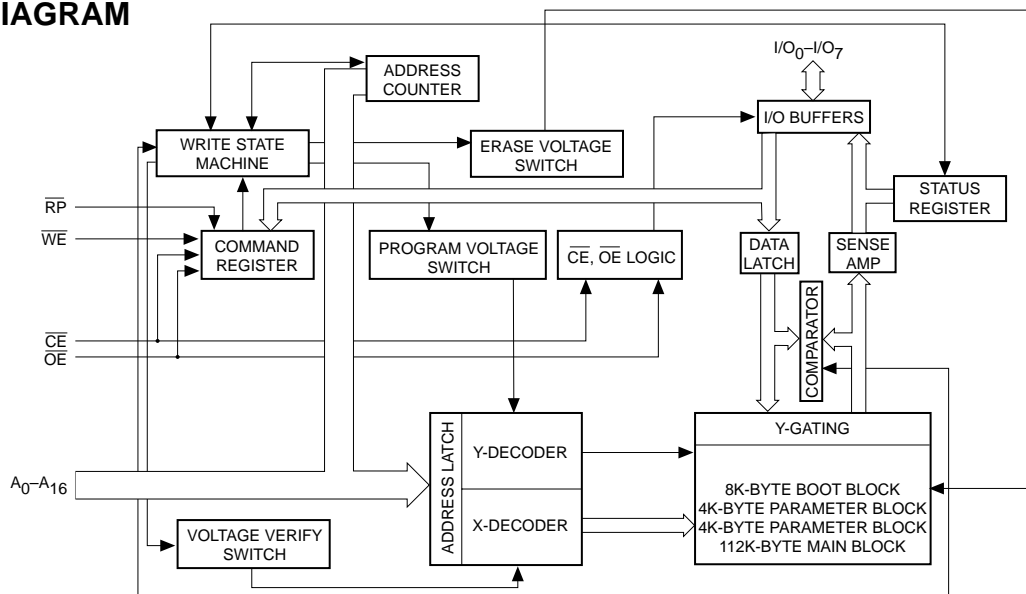 IAGRAM
I/O0–I/O7
ADDRESS
COUNTER
I/O BUFFERS
WRITE STATE
MACHINE
ERASE VOLTAGE
SWITCH
STATUS
REGISTER
RP
WE
COMMAND
REGISTER
PROGRAM VOLTAGE
SWITCH
CE, OE LOGIC
DATA
LATCH
SENSE
AMP
CE
OE
COMPARATOR
ADDRESS LATCH
Y-DECODER
Y-GATING
A0–A16
X-DECODER
8K-BYTE BOOT BLOCK
4K-BYTE PARAMETER BLOCK
4K-BYTE PARAMETER BLOCK
112K-BYTE MAIN BLOCK
VOLTAGE VERIFY
SWITCH